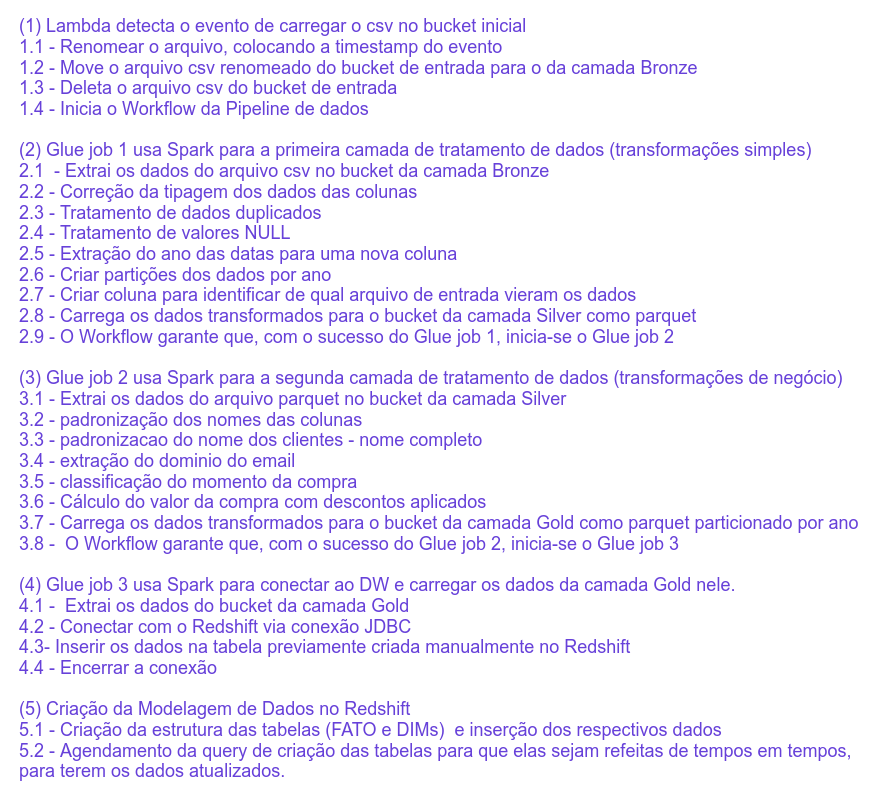 (1) Lambda detecta o evento de carregar o csv no bucket inicial
1.1 - Renomear o arquivo, colocando a timestamp do evento
1.2 - Move o arquivo csv renomeado do bucket de entrada para o da camada Bronze
1.3 - Deleta o arquivo csv do bucket de entrada
1.4 - Inicia o Workflow da Pipeline de dados

(2) Glue job 1 usa Spark para a primeira camada de tratamento de dados (transformações simples)
2.1  - Extrai os dados do arquivo csv no bucket da camada Bronze
2.2 - Correção da tipagem dos dados das colunas
2.3 - Tratamento de dados duplicados
2.4 - Tratamento de valores NULL
2.5 - Extração do ano das datas para uma nova coluna
2.6 - Criar partições dos dados por ano
2.7 - Criar coluna para identificar de qual arquivo de entrada vieram os dados
2.8 - Carrega os dados transformados para o bucket da camada Silver como parquet
2.9 - O Workflow garante que, com o sucesso do Glue job 1, inicia-se o Glue job 2

(3) Glue job 2 usa Spark para a segunda camada de tratamento de dados (transformações de negócio)
3.1 - Extrai os dados do arquivo parquet no bucket da camada Silver
3.2 - padronização dos nomes das colunas
3.3 - padronizacao do nome dos clientes - nome completo
3.4 - extração do dominio do email
3.5 - classificação do momento da compra
3.6 - Cálculo do valor da compra com descontos aplicados
3.7 - Carrega os dados transformados para o bucket da camada Gold como parquet particionado por ano
3.8 -  O Workflow garante que, com o sucesso do Glue job 2, inicia-se o Glue job 3

(4) Glue job 3 usa Spark para conectar ao DW e carregar os dados da camada Gold nele.
4.1 -  Extrai os dados do bucket da camada Gold
4.2 - Conectar com o Redshift via conexão JDBC
4.3- Inserir os dados na tabela previamente criada manualmente no Redshift
4.4 - Encerrar a conexão

(5) Criação da Modelagem de Dados no Redshift
5.1 - Criação da estrutura das tabelas (FATO e DIMs)  e inserção dos respectivos dados
5.2 - Agendamento da query de criação das tabelas para que elas sejam refeitas de tempos em tempos,
para terem os dados atualizados.